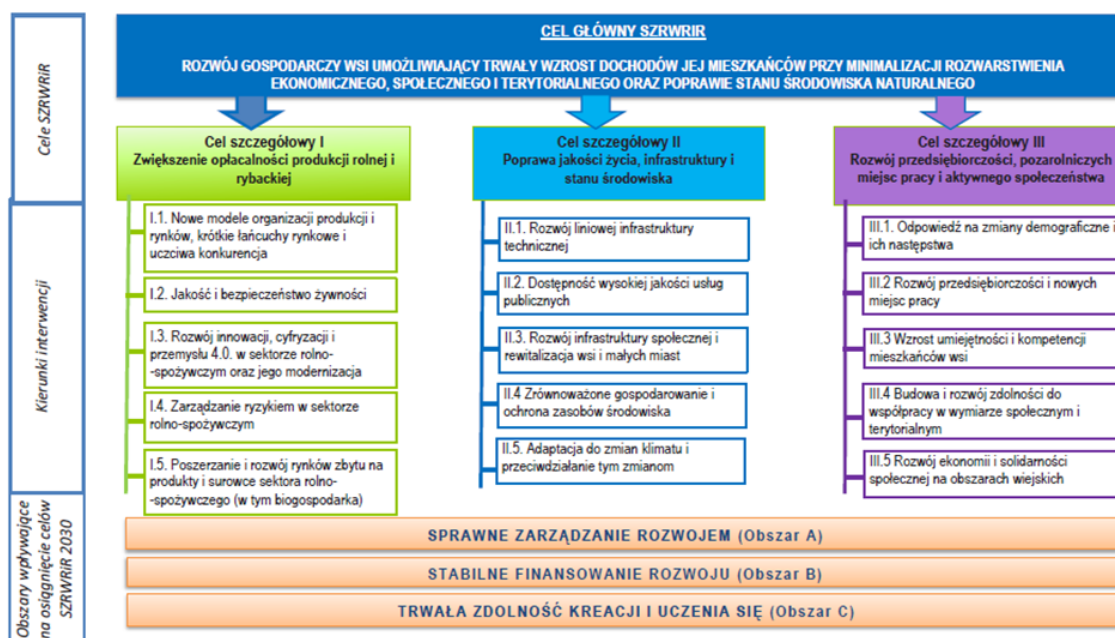 Cele SZRWRiR
CEL GŁÓWNY SZRWRIR
ROZWÓJ GOSPODARCZY WSI UMOŻLIWIAJĄCY TRWAŁY WZROST DOCHODÓW JEJ MIESZKAŃCÓW PRZY MINIMALIZACJI ROZWARSTWIENIA
EKONOMICZNEGO, SPOŁECZNEGO I TERYTORIALNEGO ORAZ POPRAWIE STANU ŚRODOWISKA NATURALNEGO
Cel szczegółowy I
Zwiększenie opłacalności produkcji rolnej i
rybackiej
Cel szczegółowy II
Poprawa jakości życia, infrastruktury i
stanu środowiska
Cel szczegółowy III
Rozwój przedsiębiorczości, pozarolniczych
miejsc pracy i aktywnego społeczeństwa
Kierunki interwencji
I.1. Nowe modele organizacji produkcji i
rynków, krótkie łańcuchy rynkowe i
uczciwa konkurencja
I.2. Jakość i bezpieczeństwo żywności
I.3. Rozwój innowacji, cyfryzacji i
przemysłu 4.0. w sektorze rolno-
-spożywczym oraz jego modernizacja
I.4. Zarządzanie ryzykiem w sektorze
rolno-spożywczym
I.5. Poszerzanie i rozwój rynków zbytu na
produkty i surowce sektora rolno-
-spożywczego (w tym biogospodarka)
II.1. Rozwój liniowej infrastruktury
technicznej
II.2. Dostępność wysokiej jakości usług
publicznych
II.3. Rozwój infrastruktury społecznej i
rewitalizacja wsi i małych miast
II.4 Zrównoważone gospodarowanie i
ochrona zasobów środowiska
II.5. Adaptacja do zmian klimatu i
przeciwdziałanie tym zmianom
III.1. Odpowiedź na zmiany demograficzne i
ich następstwa
III.2 Rozwój przedsiębiorczości i nowych
miejsc pracy
III.3 Wzrost umiejętności i kompetencji
mieszkańców wsi
III.4 Budowa i rozwój zdolności do
współpracy w wymiarze społecznym i
terytorialnym
III.5 Rozwój ekonomii i solidarności
społecznej na obszarach wiejskich
Obszary wpływające
na osiągnięcie celów
SZRWRiR 2030
SPRAWNE ZARZĄDZANIE ROZWOJEM (Obszar A)
STABILNE FINANSOWANIE ROZWOJU (Obszar B)
TRWAŁA ZDOLNOŚĆ KREACJI I UCZENIA SIĘ (Obszar C)